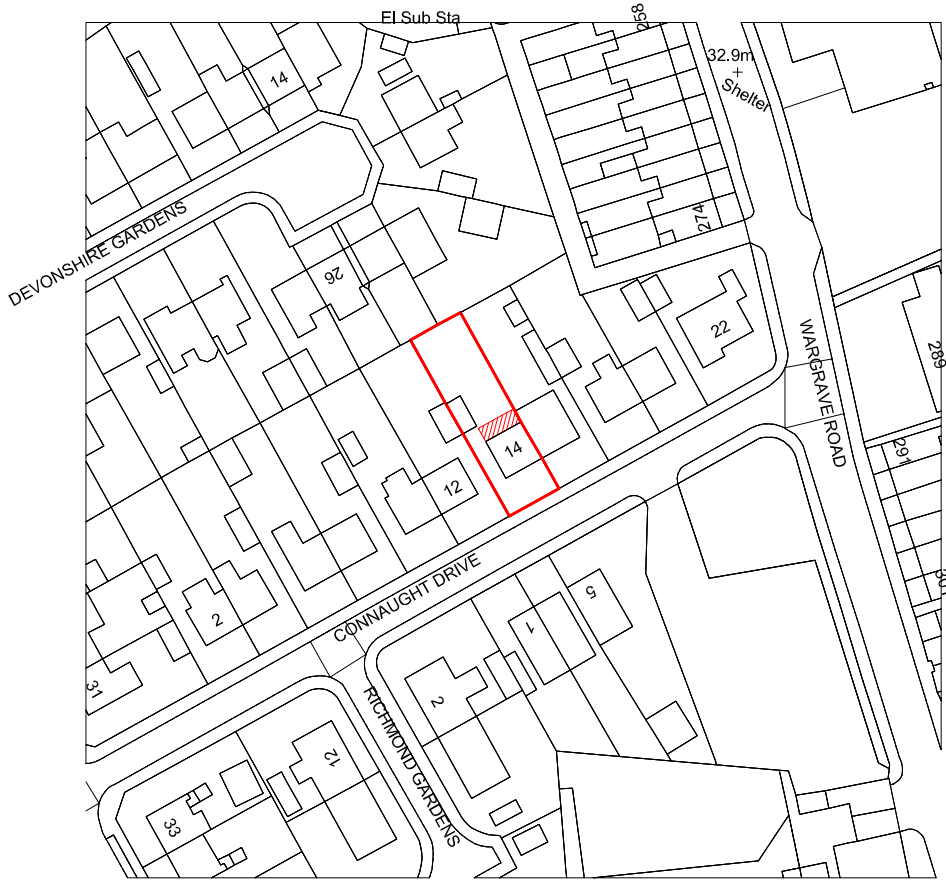 El Sub Sta
258
32.9m
+
Shelter
14
274
DEVONSHIRE GARDENS
26
22
WARGRAVE ROAD
289
14
291
12
CONNAUGHT DRIVE
301
5
1
2
2
31
RICHMOND GARDENS
12
33